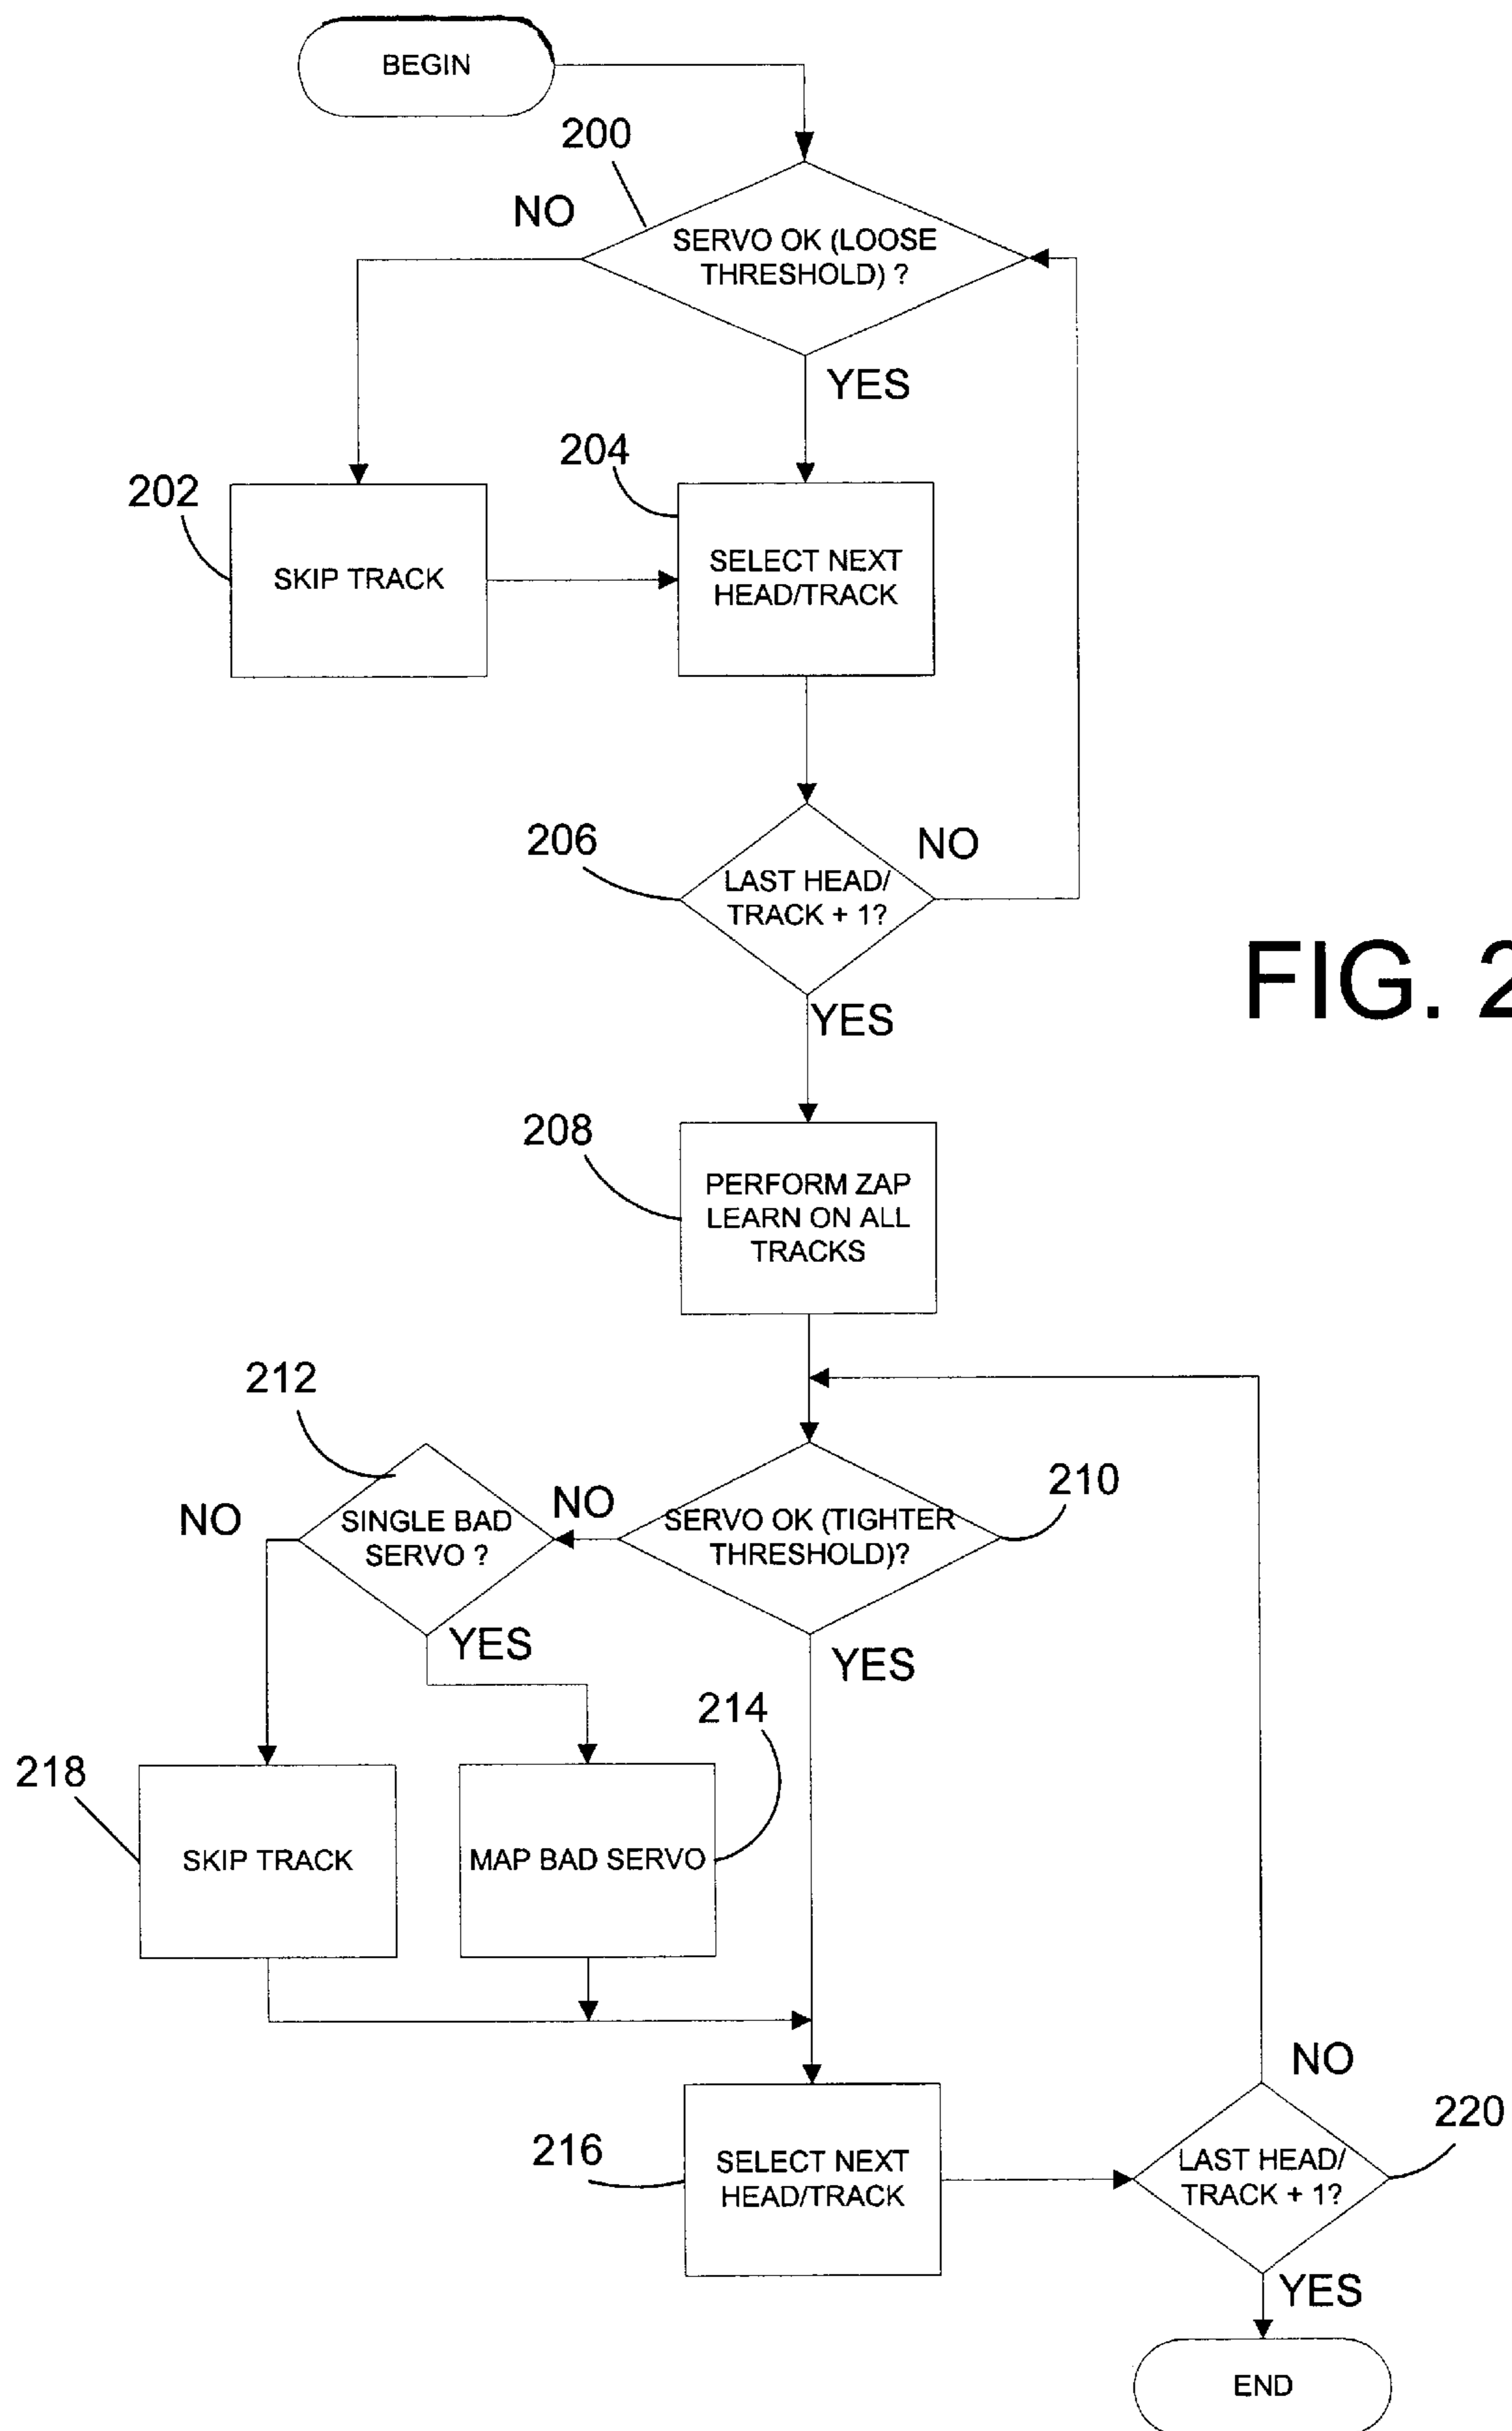 BEGIN
200
NO
SERVO OK (LOOSE
THRESHOLD) ?
YES
204
202
SKIP TRACK
SELECT NEXT
HEAD/TRACK
206
NO
LAST HEAD/
TRACK + 1?
FIG. 2
YES
208
PERFORM ZAP
LEARN ON ALL
TRACKS
212
210
NO
NO
SINGLE BAD
SERVO ?
SERVO OK (TIGHTER
THRESHOLD)?
YES
YES
214
218
SKIP TRACK
MAP BAD SERVO
NO
220
216
SELECT NEXT
HEAD/TRACK
LAST HEAD/
TRACK + 1?
YES
END